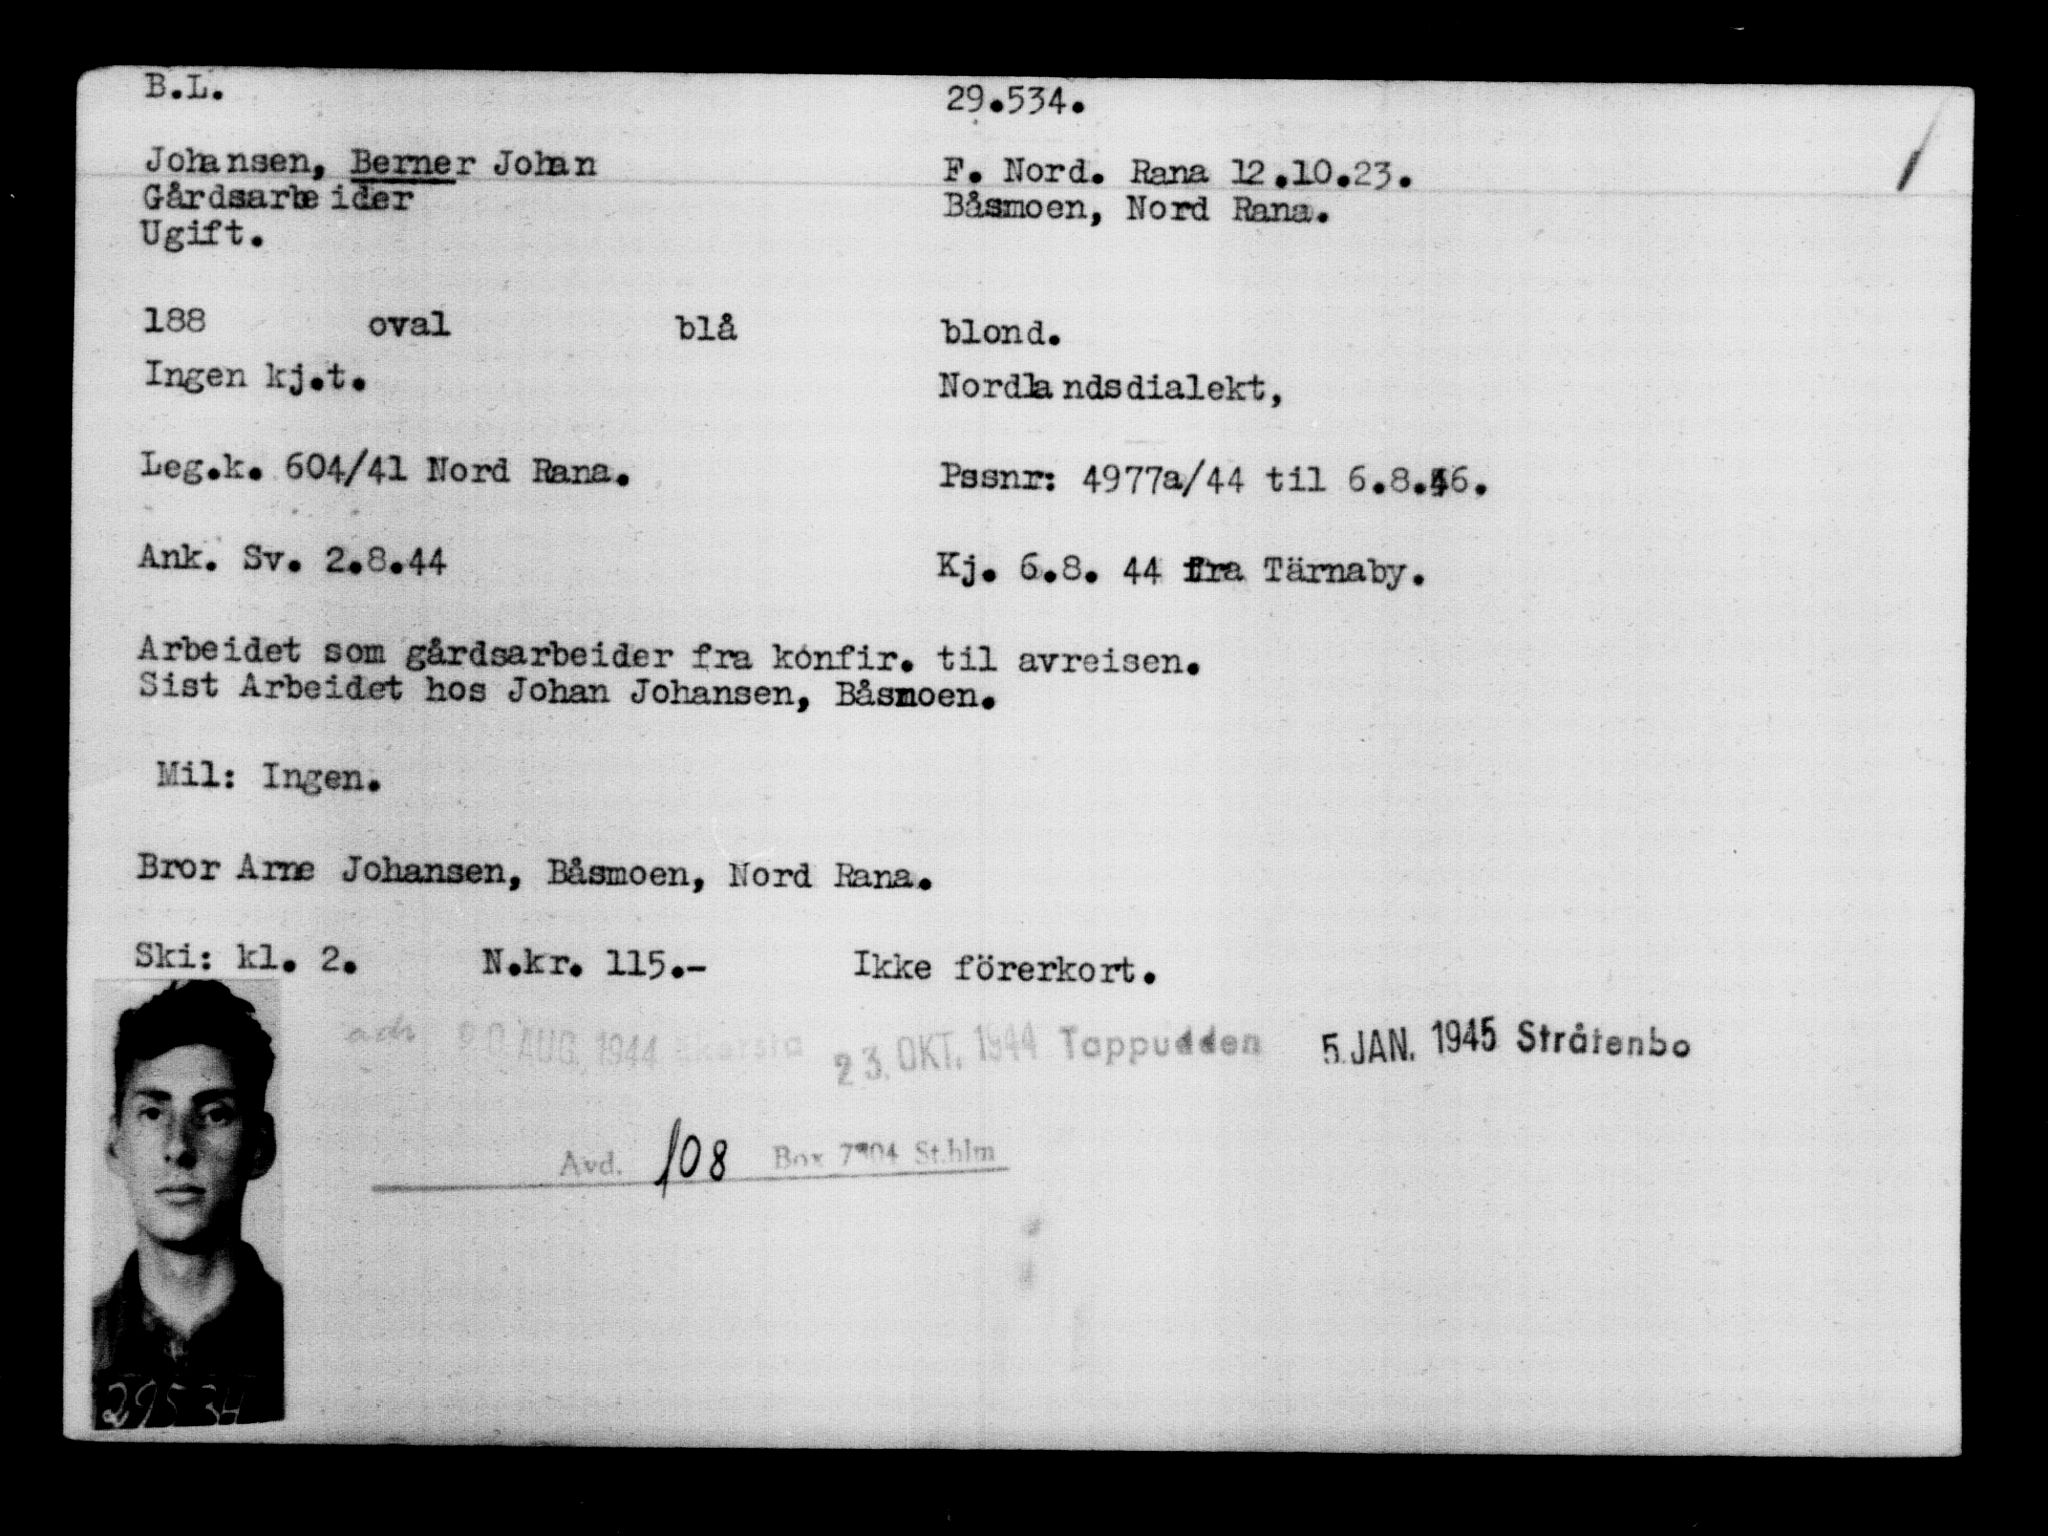 B.L. 29.534.
Johansen, Berner Johan F. Nord. Rana 12.10.23.
Gårdsarbeider Båsmoen, Nord Rana.
Ugift.
188 oval blå blond.
Ingen kj.t. Nordlandsdialekt,
Leg.k. 604/41 Nord Rana. Pssnr: 4977a/44 til 6.8.46.
Ank. Sv. 2.8.44 Kj. 6.8. 44 fra Tärnaby.
Arbeidet som gårdsarbeider fra konfir. til avreisen.
Sist Arbeidet hos Johan Johansen, Båsmoen.
Mil: Ingen.
Bror Arne Johansen, Båsmoen, Nord Rana.
Ski: kl. 2. N.kr. 115.- Ikke förerkort.
AUG. 1944 23. OKT. 1944 Tappudden 5. JAN. 1945 Stråtenbo
Avd. 108 Box St.hlm
29534